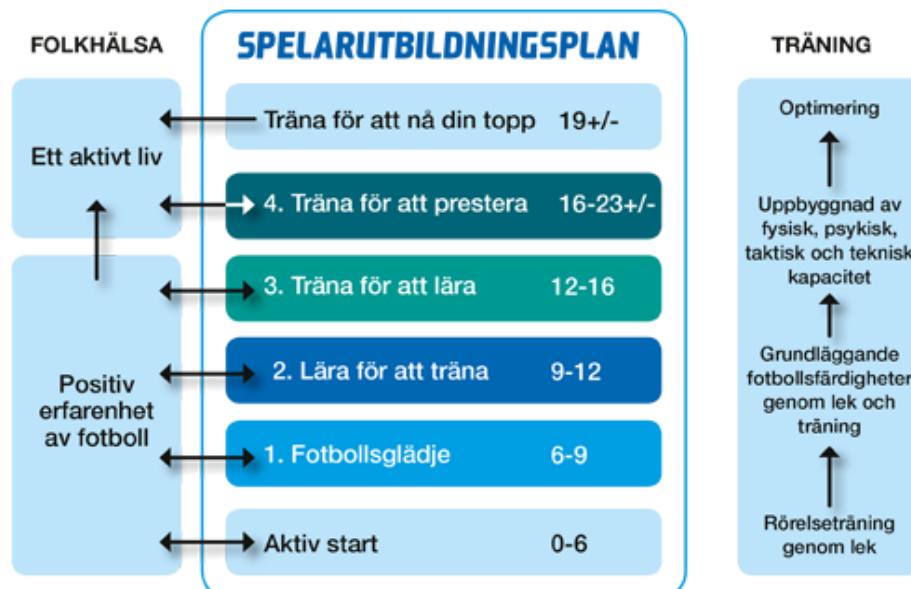 FOLKHÄLSA
Ett aktivt liv
Positiv
erfarenhet
av fotboll
SPELARUTBILDNINGSPLAN
Träna för att nå din topp 19+/-
4. Träna för att prestera 16-23+/-
3. Träna för att lära 12-16
2. Lära för att träna 9-12
1. Fotbollsglädje 6-9
Aktiv start 0-6
TRÄNING
Optimering
Uppbyggnad av
fysisk, psykisk,
taktisk och teknisk
kapacitet
Grundläggande
fotbollsfärdigheter
genom lek och
träning
Rörelseträning
genom lek